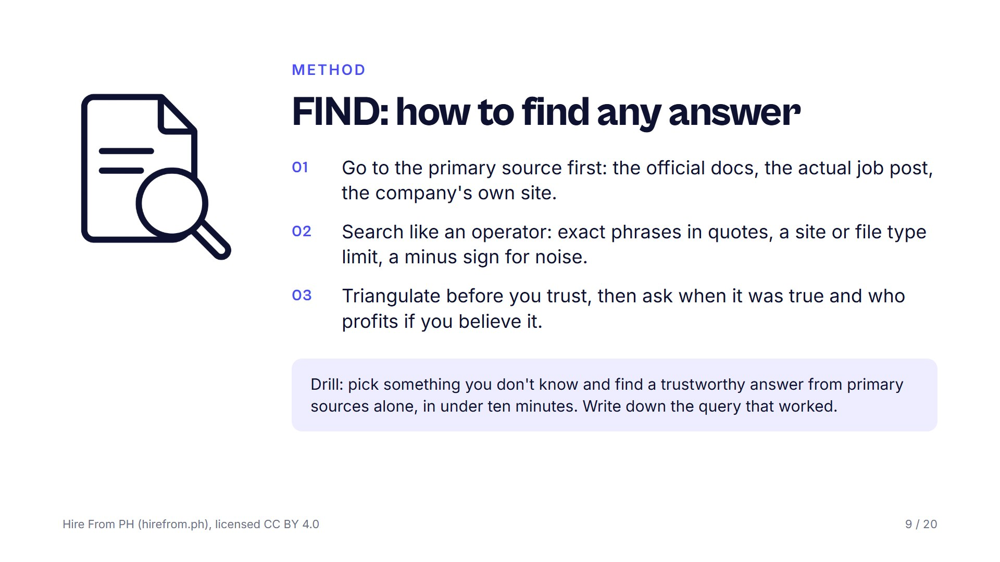 METHOD
FIND: how to find any answer
01 Go to the primary source first: the official docs, the actual job post,
the company's own site.
02 Search like an operator: exact phrases in quotes, a site or file type
limit, a minus sign for noise.
03 Triangulate before you trust, then ask when it was true and who
profits if you believe it.
Drill: pick something you don't know and find a trustworthy answer from primary
sources alone, in under ten minutes. Write down the query that worked.
Hire From PH (hirefrom.ph), licensed CC BY 4.0
9 / 20